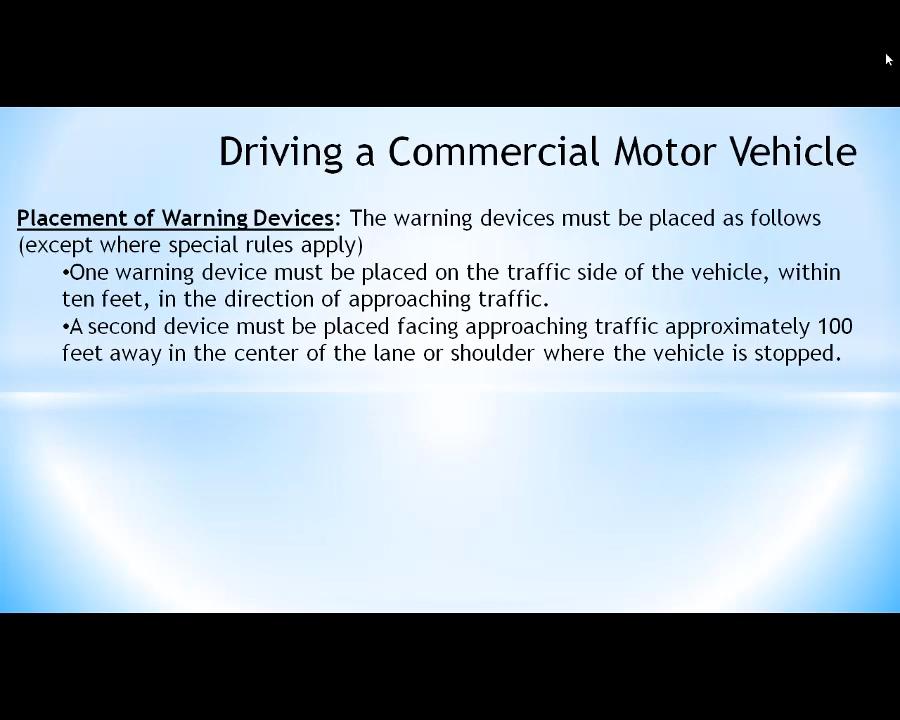 Driving a Commercial Motor Vehicle
Placement of Warning Devices: The warning devices must be placed as follows
(except where special rules apply)
•One warning device must be placed on the traffic side of the vehicle, within
ten feet, in the direction of approaching traffic.
•A second device must be placed facing approaching traffic approximately 100
feet away in the center of the lane or shoulder where the vehicle is stopped.